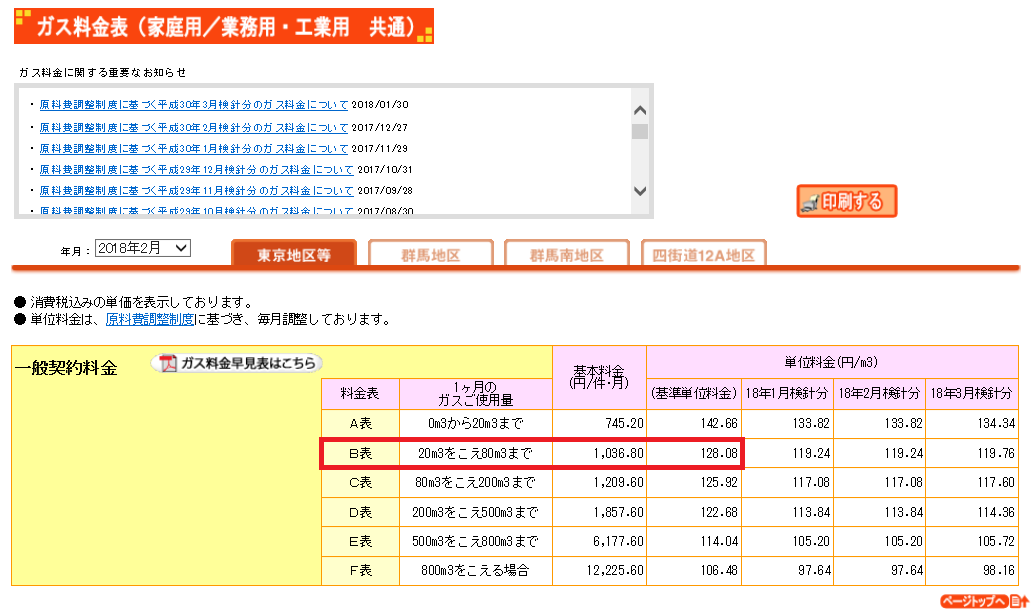 ガス料金表（家庭用／業務用・工業用　共通）
ガス料金に関する重要なお知らせ
・ 原料費調整制度に基づく平成30年3月検針分のガス料金について 2018/01/30
・ 原料費調整制度に基づく平成30年2月検針分のガス料金について 2017/12/27
・ 原料費調整制度に基づく平成30年1月検針分のガス料金について 2017/11/29
・ 原料費調整制度に基づく平成29年12月検針分のガス料金について 2017/10/31
・ 原料費調整制度に基づく平成29年11月検針分のガス料金について 2017/09/28
・ 原料費調整制度に基づく平成29年10月検針分のガス料金について 2017/08/30
印刷する
年月： 2018年2月 東京地区等 群馬地区 群馬南地区 四街道12A地区
● 消費税込みの単価を表示しております。
● 単位料金は、原料費調整制度に基づき、毎月調整しております。
一般契約料金 ガス料金早見表はこちら
料金表 1ヶ月のガスご使用量 基本料金(円/件・月) 単位料金(円/m3)
(基準単位料金) 18年1月検針分 18年2月検針分 18年3月検針分
A表 0m3から20m3まで 745.20 142.66 133.82 133.82 134.34
B表 20m3をこえ80m3まで 1,036.80 128.08 119.24 119.24 119.76
C表 80m3をこえ200m3まで 1,209.60 125.92 117.08 117.08 117.60
D表 200m3をこえ500m3まで 1,857.60 122.68 113.84 113.84 114.36
E表 500m3をこえ800m3まで 6,177.60 114.04 105.20 105.20 105.72
F表 800m3をこえる場合 12,225.60 106.48 97.64 97.64 98.16
ページトップへ